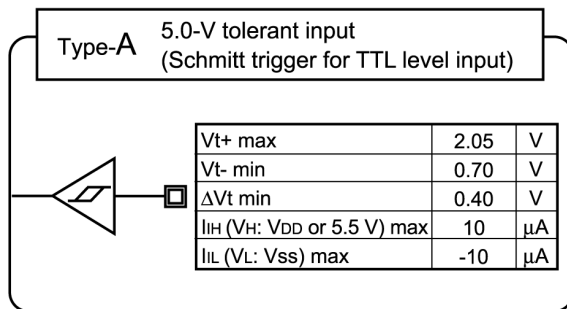 Type-A
5.0-V tolerant input
(Schmitt trigger for TTL level input)
Vt+ max 2.05 V
Vt- min 0.70 V
ΔVt min 0.40 V
IIH (VH: VDD or 5.5 V) max 10 μA
IIL (VL: Vss) max -10 μA